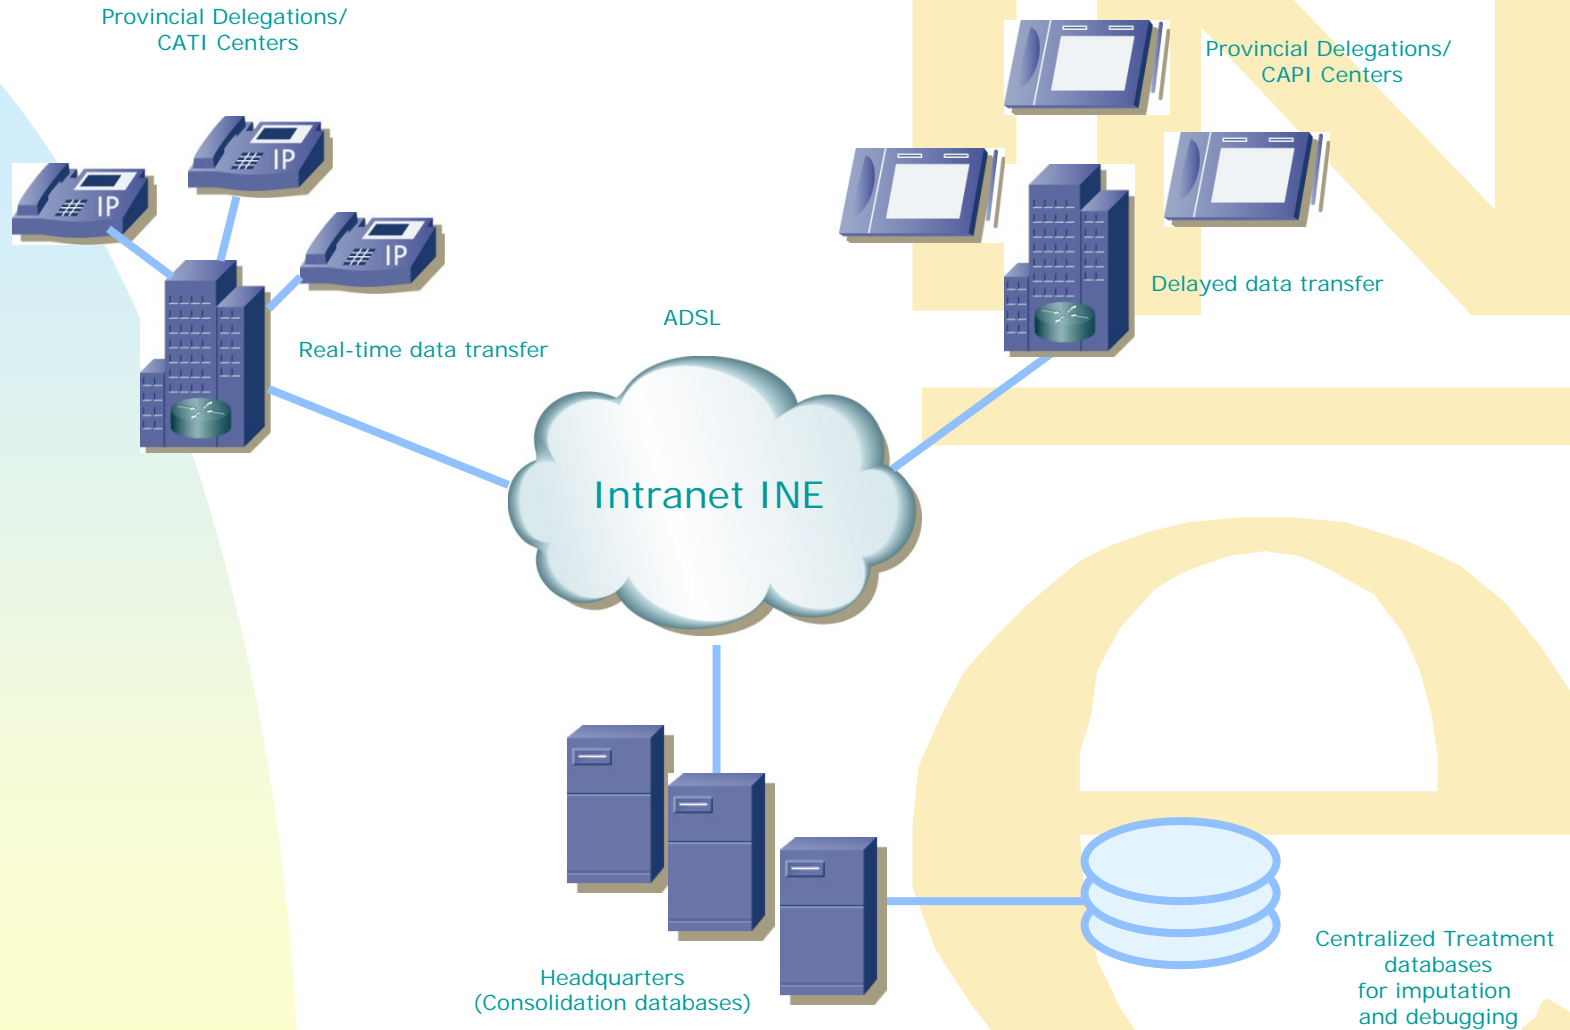 Provincial Delegations/
CATI Centers
Provincial Delegations/
CAPI Centers
IP
IP
IP
Delayed data transfer
ADSL
Real-time data transfer
Intranet INE
Headquarters
(Consolidation databases)
Centralized Treatment
databases
for imputation
and debugging